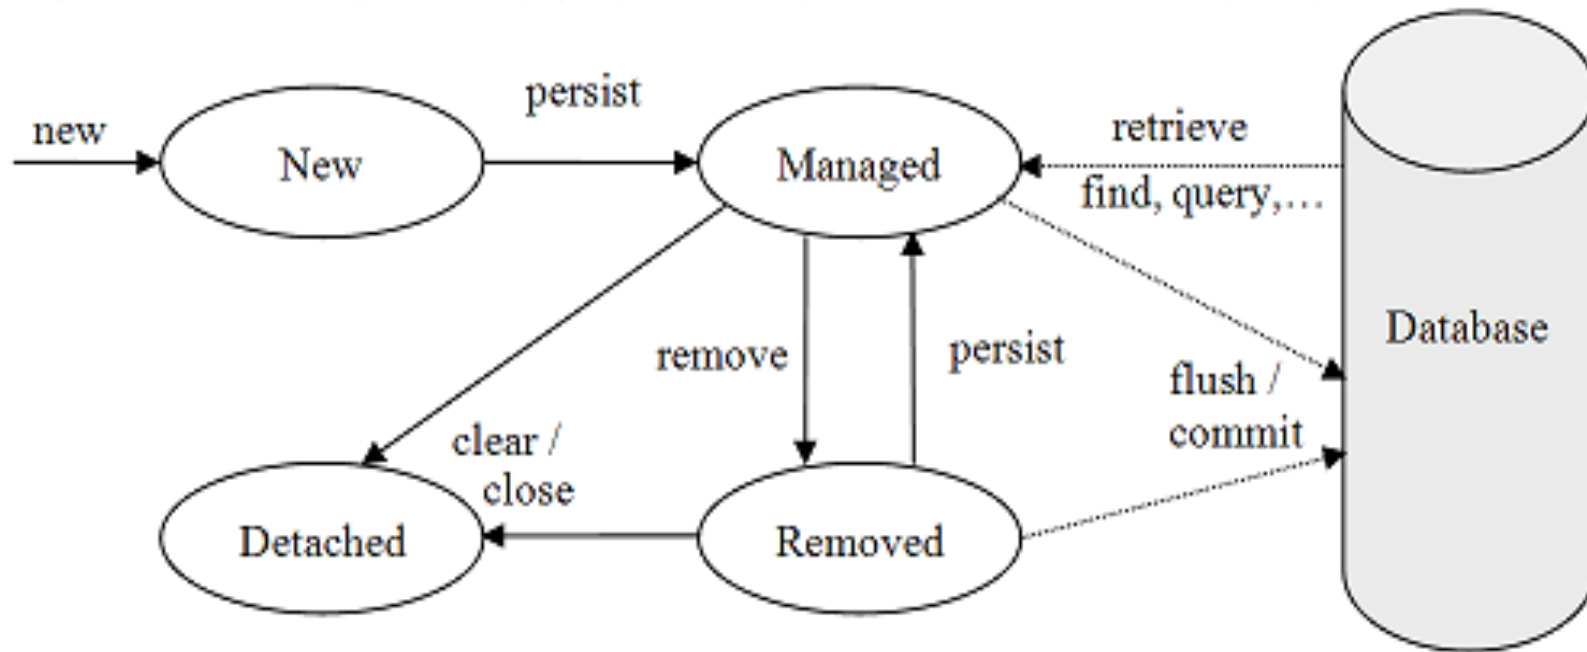 new
New
persist
Managed
retrieve
find, query,...
Database
remove
persist
flush /
commit
clear /
close
Detached
Removed